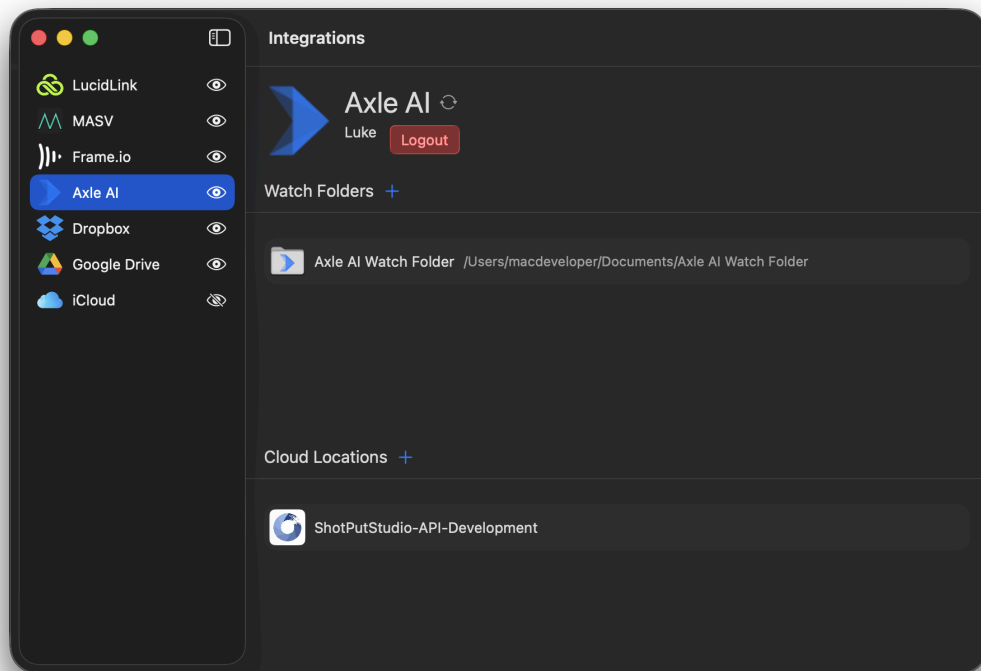 Integrations
LucidLink
MASV
Frame.io
Axle AI
Dropbox
Google Drive
iCloud
Axle AI
Luke
Logout
Watch Folders
Axle AI Watch Folder /Users/macdeveloper/Documents/Axle AI Watch Folder
Cloud Locations
ShotPutStudio-API-Development